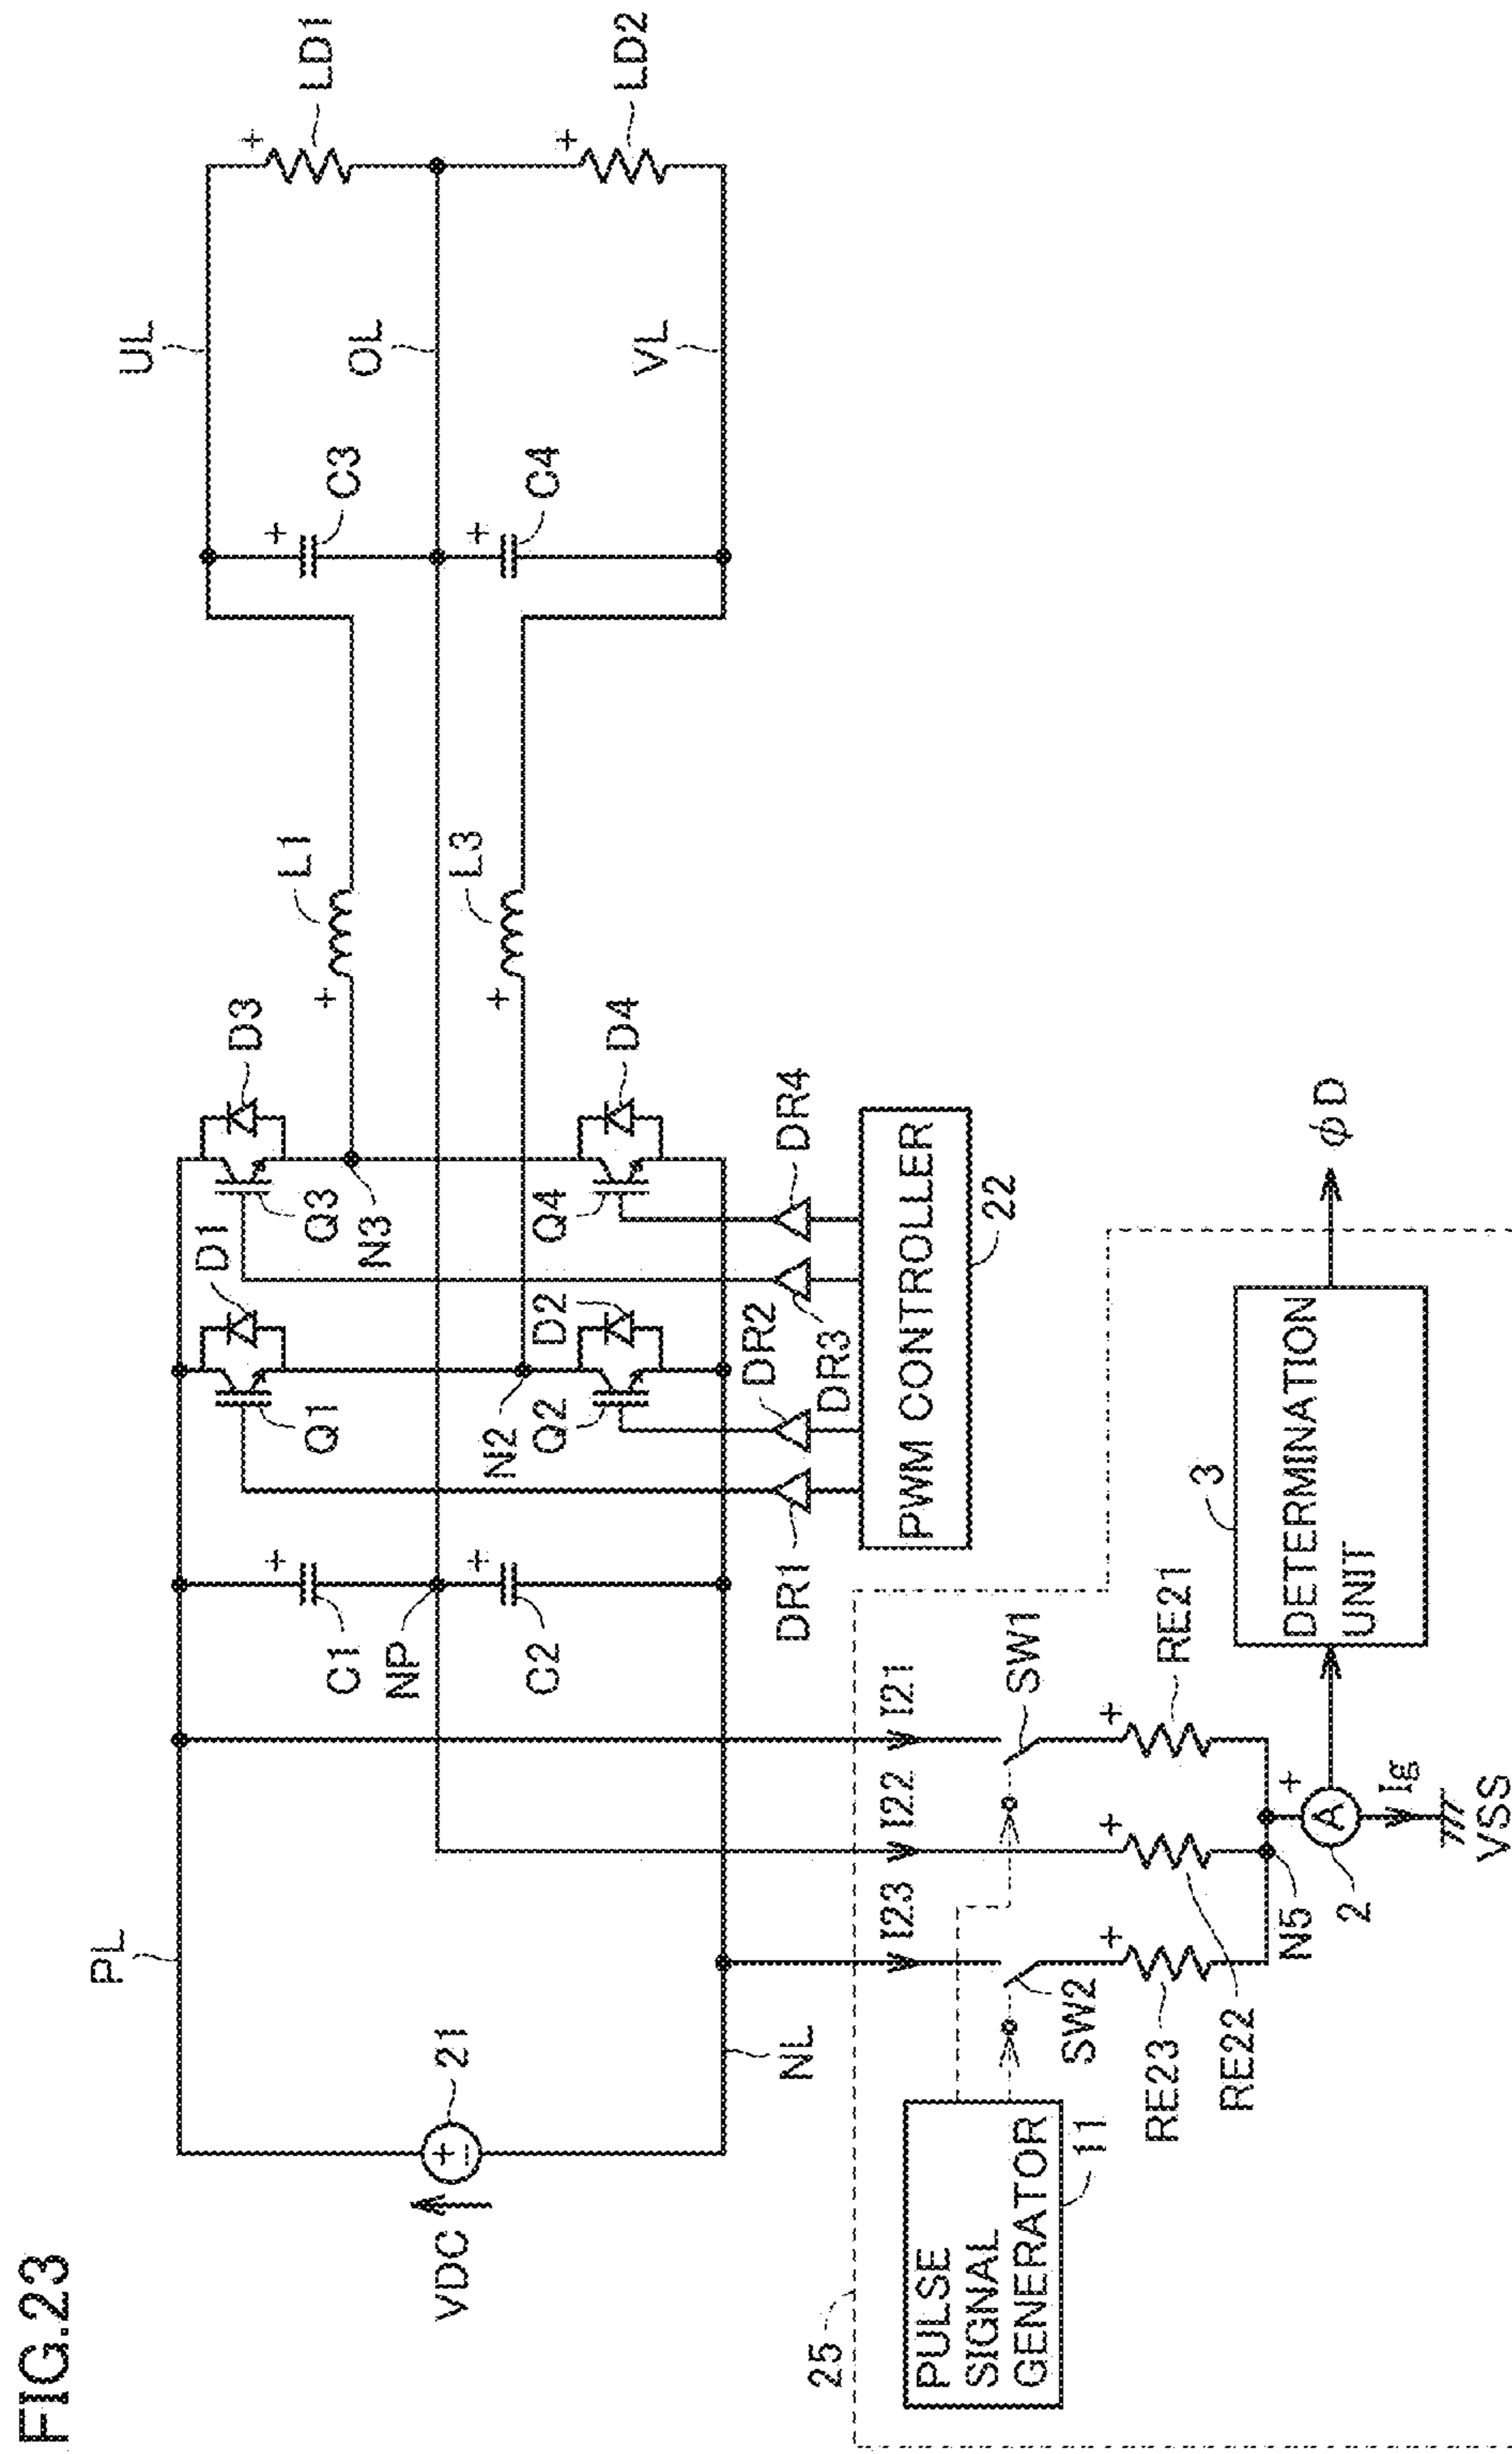 FIG.23
PL
UL
OL
VL
LD1
LD2
C3
C4
L1
L3
D3
D4
D1
D2
Q3
Q4
N3
Q1
Q2
N2
C1
NP
C2
VDC
21
NL
DR1
DR2
DR3
DR4
PWM CONTROLLER
22
25
I23
I22
I21
PULSE
SIGNAL
GENERATOR
11
SW1
SW2
RE21
RE22
RE23
N5
A
2
Ig
VSS
3
DETERMINATION
UNIT
φD
+
+
+
+
+
+
+
+
+
+
+
+
+
−